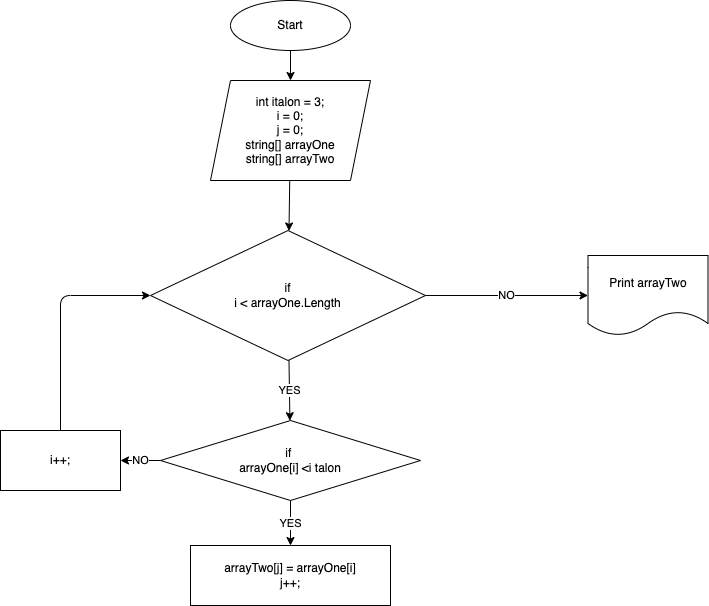 Start
int italon = 3;
i = 0;
j = 0;
string[] arrayOne
string[] arrayTwo
if
i < arrayOne.Length
NO
Print arrayTwo
YES
if
arrayOne[i] <i talon
NO
i++;
YES
arrayTwo[j] = arrayOne[i]
j++;